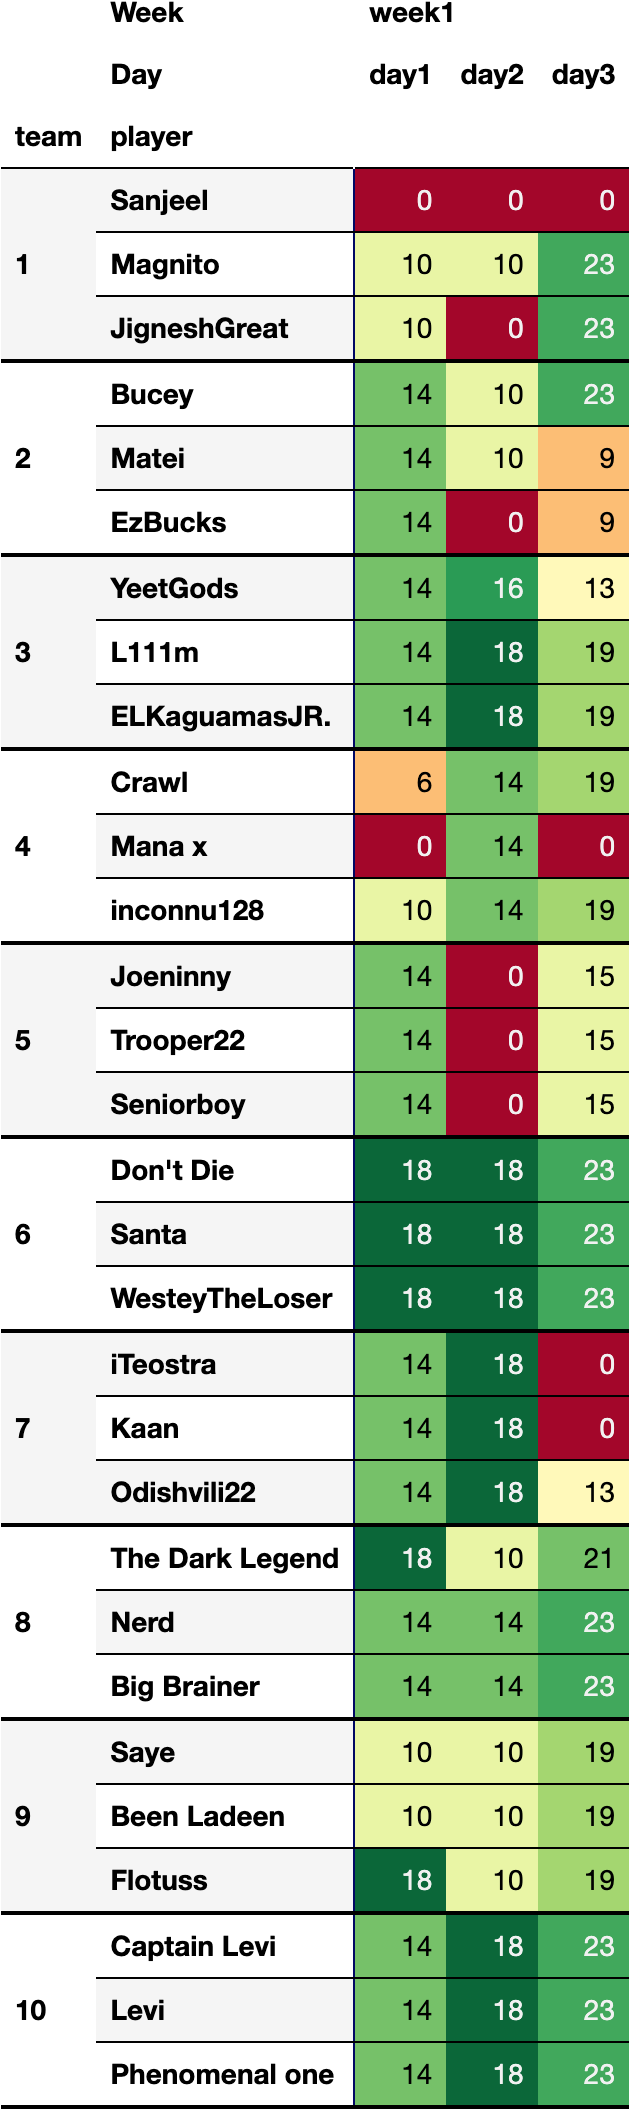 Week week1
Day day1 day2 day3
team player
Sanjeel 0 0 0
1 Magnito 10 10 23
JigneshGreat 10 0 23
Bucey 14 10 23
2 Matei 14 10 9
EzBucks 14 0 9
YeetGods 14 16 13
3 L111m 14 18 19
ELKaguamasJR. 14 18 19
Crawl 6 14 19
4 Mana x 0 14 0
inconnu128 10 14 19
Joeninny 14 0 15
5 Trooper22 14 0 15
Seniorboy 14 0 15
Don't Die 18 18 23
6 Santa 18 18 23
WesteyTheLoser 18 18 23
iTeostra 14 18 0
7 Kaan 14 18 0
Odishvili22 14 18 13
The Dark Legend 18 10 21
8 Nerd 14 14 23
Big Brainer 14 14 23
Saye 10 10 19
9 Been Ladeen 10 10 19
Flotuss 18 10 19
Captain Levi 14 18 23
10 Levi 14 18 23
Phenomenal one 14 18 23